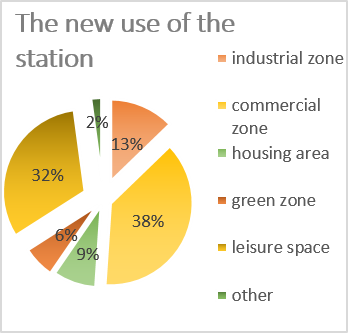 The new use of the
station
industrial zone
commercial
zone
housing area
green zone
leisure space
other
2%
13%
32%
38%
6%
9%